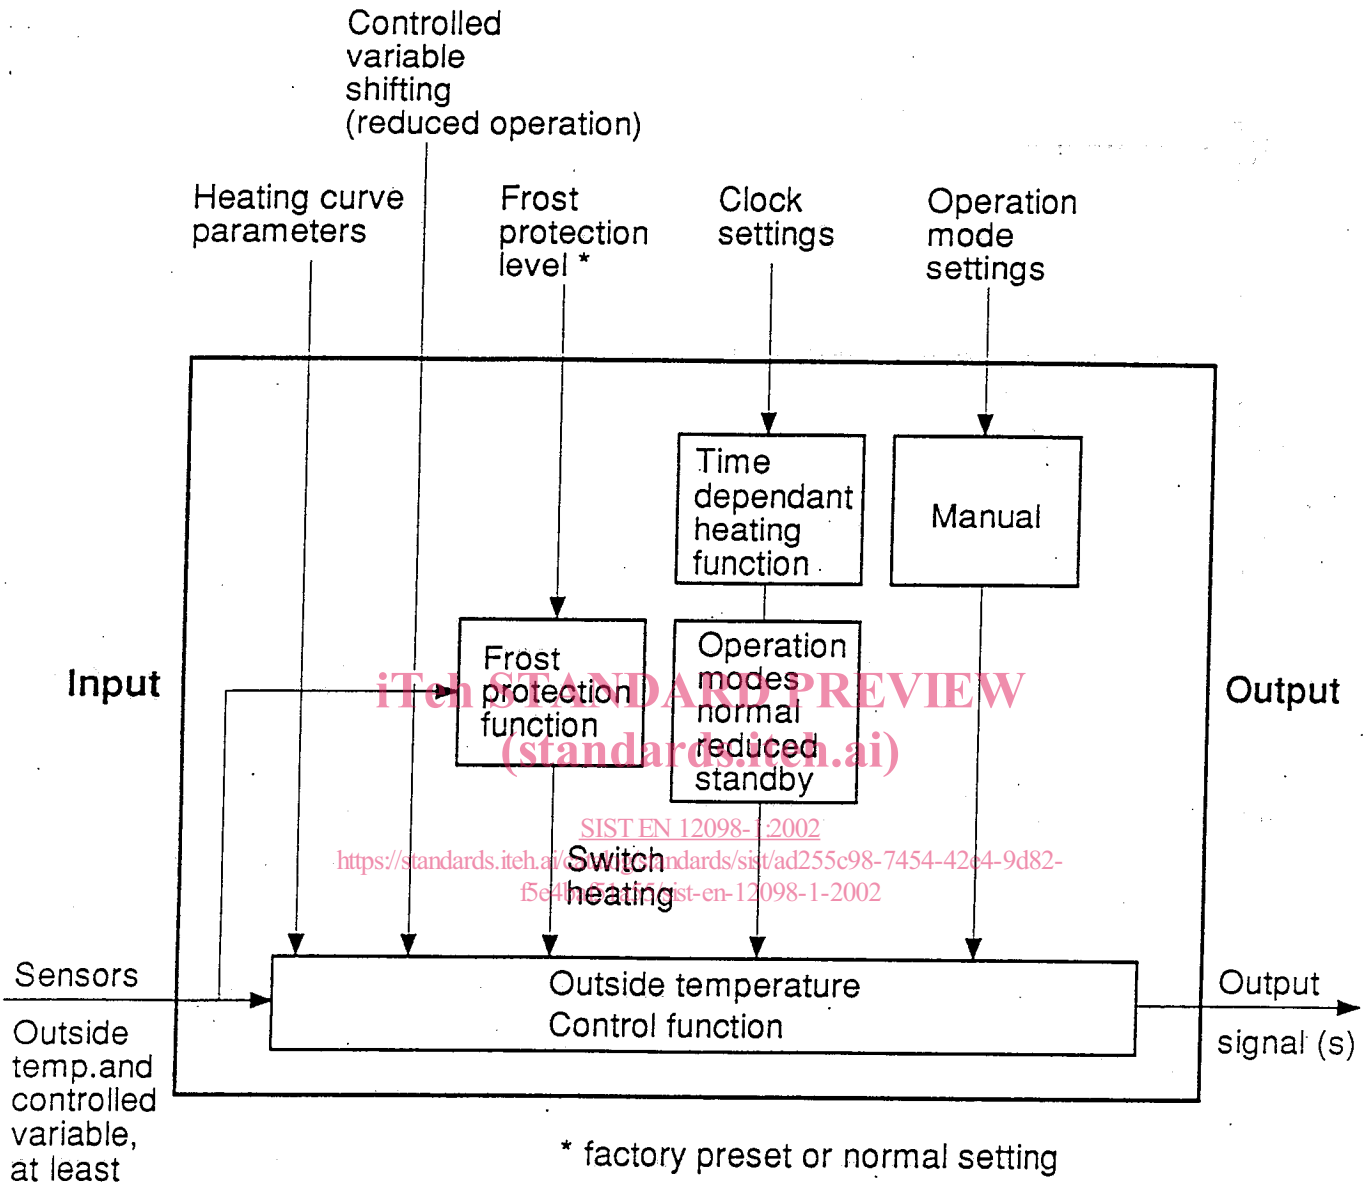 Controlled
variable
shifting
(reduced operation)
Heating curve
parameters
Frost
protection
level *
Clock
settings
Operation
mode
settings
Time
dependant
heating
function
Manual
Input
Frost
protection
function
Operation
modes
normal
reduced
standby
Output
iTeh STANDARD PREVIEW
(standards.iteh.ai)
SIST EN 12098-1:2002
Switch
heating
Sensors
Outside
temp.and
controlled
variable,
at least
Outside temperature
Control function
Output
signal (s)
* factory preset or normal setting